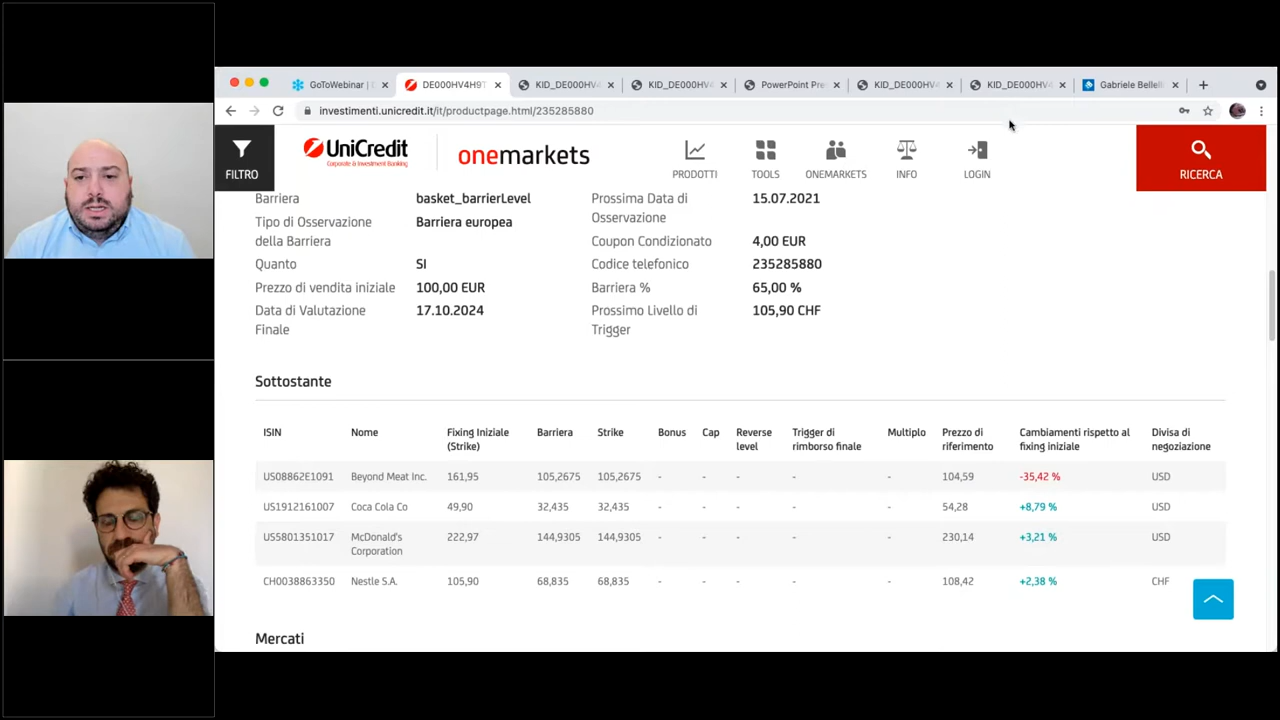 GoToWebinar | G
DE000HV4H9T
KID_DE000HV4
KID_DE000HV4
PowerPoint Pre
KID_DE000HV4
KID_DE000HV4
Gabriele Bellelli
investimenti.unicredit.it/it/productpage.html/235285880
FILTRO
UniCredit
Corporate & Investment Banking
onemarkets
PRODOTTI
TOOLS
ONEMARKETS
INFO
LOGIN
RICERCA
Barriera basket_barrierLevel Prossima Data di 15.07.2021
Osservazione
Tipo di Osservazione Barriera europea
della Barriera
Coupon Condizionato 4,00 EUR
Quanto SI Codice telefonico 235285880
Prezzo di vendita iniziale 100,00 EUR Barriera % 65,00 %
Data di Valutazione 17.10.2024 Prossimo Livello di 105,90 CHF
Finale Trigger
Sottostante
ISIN Nome Fixing Iniziale Barriera Strike Bonus Cap Reverse Trigger di Multiplo Prezzo di Cambiamenti rispetto al Divisa di
(Strike) level rimborso finale riferimento fixing iniziale negoziazione
US08862E1091 Beyond Meat Inc. 161,95 105,2675 105,2675 - - - - - 104,59 -35,42 % USD
US1912161007 Coca Cola Co 49,90 32,435 32,435 - - - - - 54,28 +8,79 % USD
US5801351017 McDonald's 222,97 144,9305 144,9305 - - - - - 230,14 +3,21 % USD
Corporation
CH0038863350 Nestle S.A. 105,90 68,835 68,835 - - - - - 108,42 +2,38 % CHF
Mercati